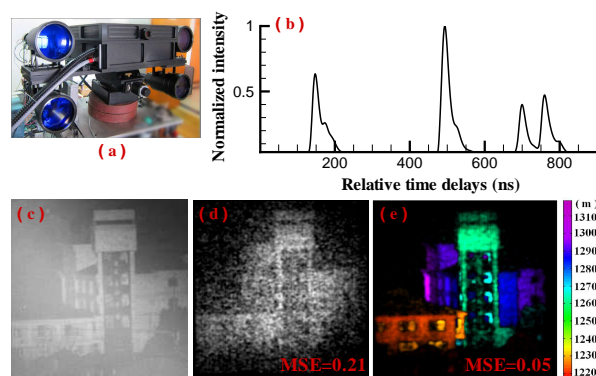 ( a )
( b )
Normalized intensity
1
0.5
200
400
600
800
Relative time delays (ns)
( c )
( d )
MSE=0.21
( e )
MSE=0.05
( m )
1310
1300
1290
1280
1270
1260
1250
1240
1230
1220